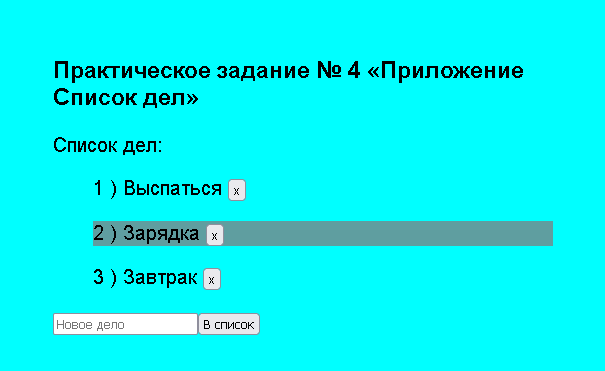 Практическое задание № 4 «Приложение
Список дел»
Список дел:
1 ) Выспаться x
2 ) Зарядка x
3 ) Завтрак x
Новое дело В список